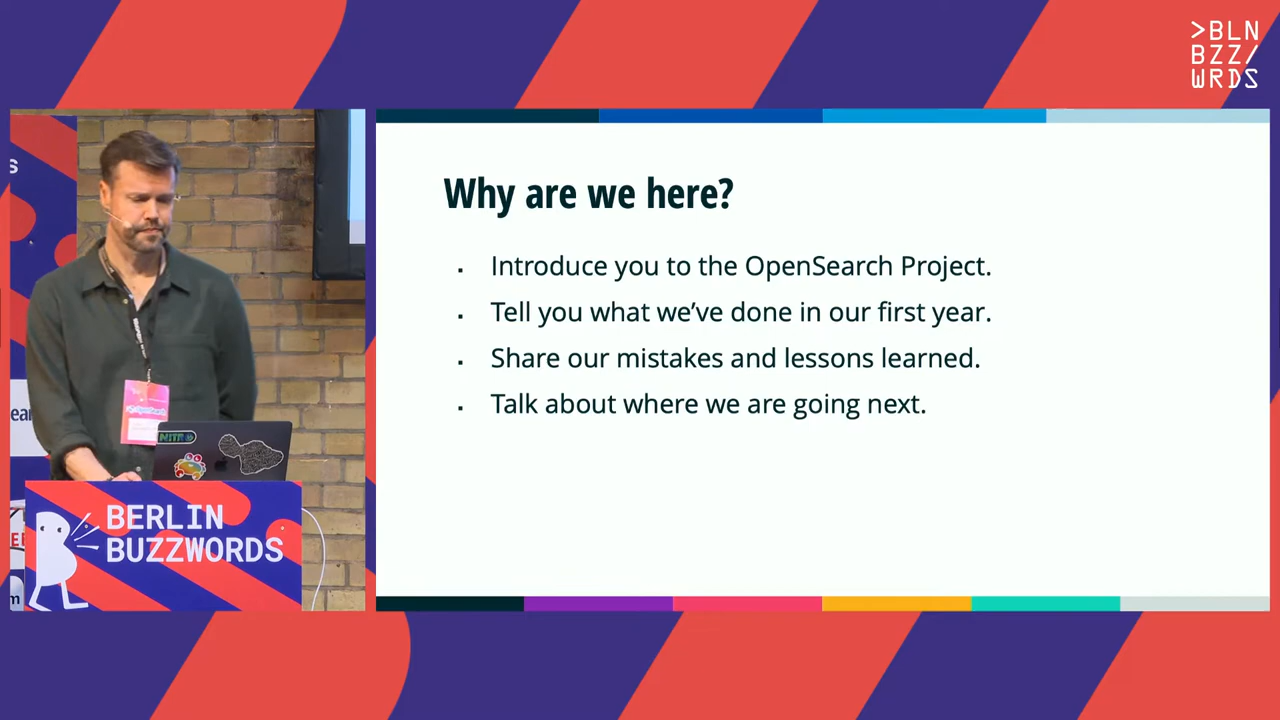 >BLN
BZZ/
WRDS
Why are we here?
▪ Introduce you to the OpenSearch Project.
▪ Tell you what we’ve done in our first year.
▪ Share our mistakes and lessons learned.
▪ Talk about where we are going next.
OpenSearch
NITRO
BERLIN
BUZZWORDS